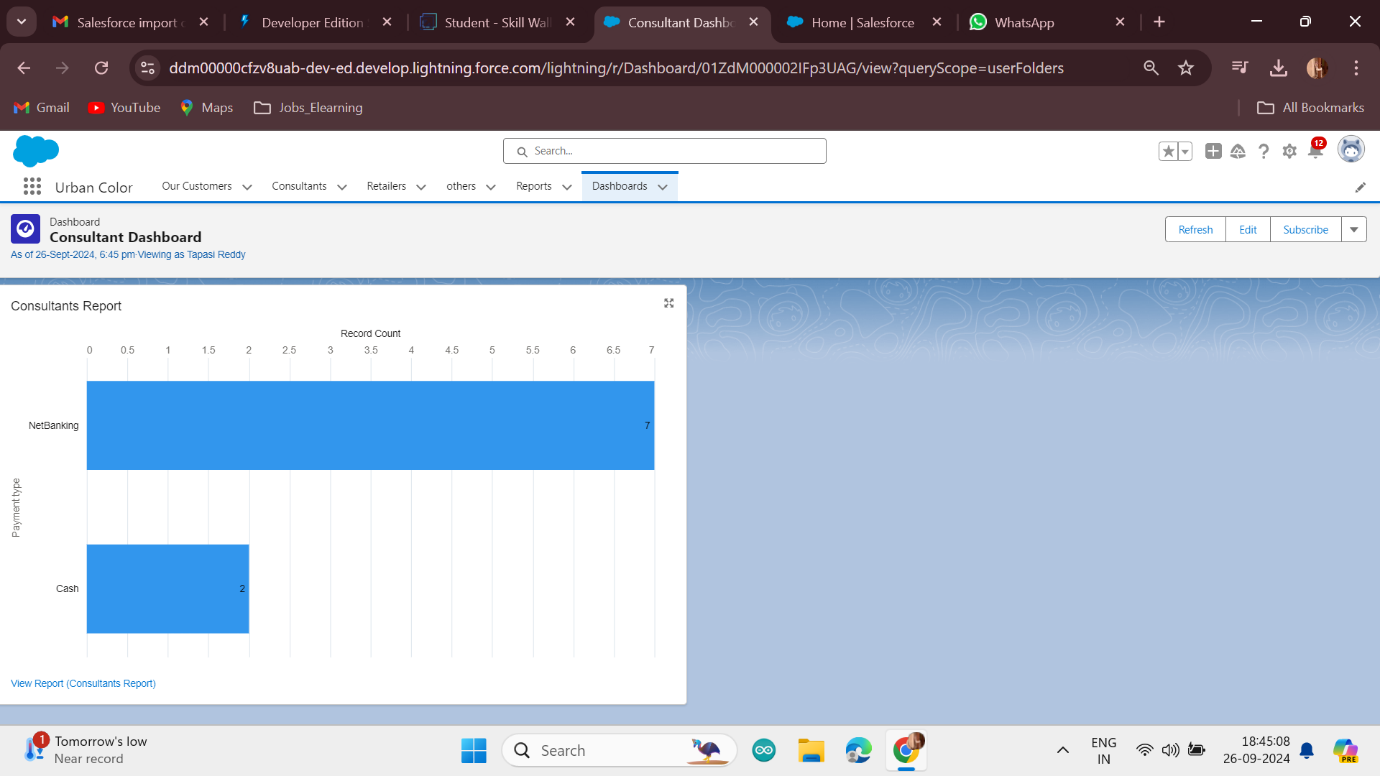 Salesforce import c
Developer Edition
Student - Skill Wall
Consultant Dashbo
Home | Salesforce
WhatsApp
ddm00000cfzv8uab-dev-ed.develop.lightning.force.com/lightning/r/Dashboard/01ZdM000002IFp3UAG/view?queryScope=userFolders
Gmail
YouTube
Maps
Jobs_Elearning
All Bookmarks
Search...
12
Urban Color
Our Customers
Consultants
Retailers
others
Reports
Dashboards
Dashboard
Consultant Dashboard
As of 26-Sept-2024, 6:45 pm·Viewing as Tapasi Reddy
Refresh
Edit
Subscribe
Consultants Report
Record Count
0 0.5 1 1.5 2 2.5 3 3.5 4 4.5 5 5.5 6 6.5 7
Payment type
NetBanking
7
Cash
2
View Report (Consultants Report)
1
Tomorrow's low
Near record
Search
PRE
ENG
IN
18:45:08
26-09-2024